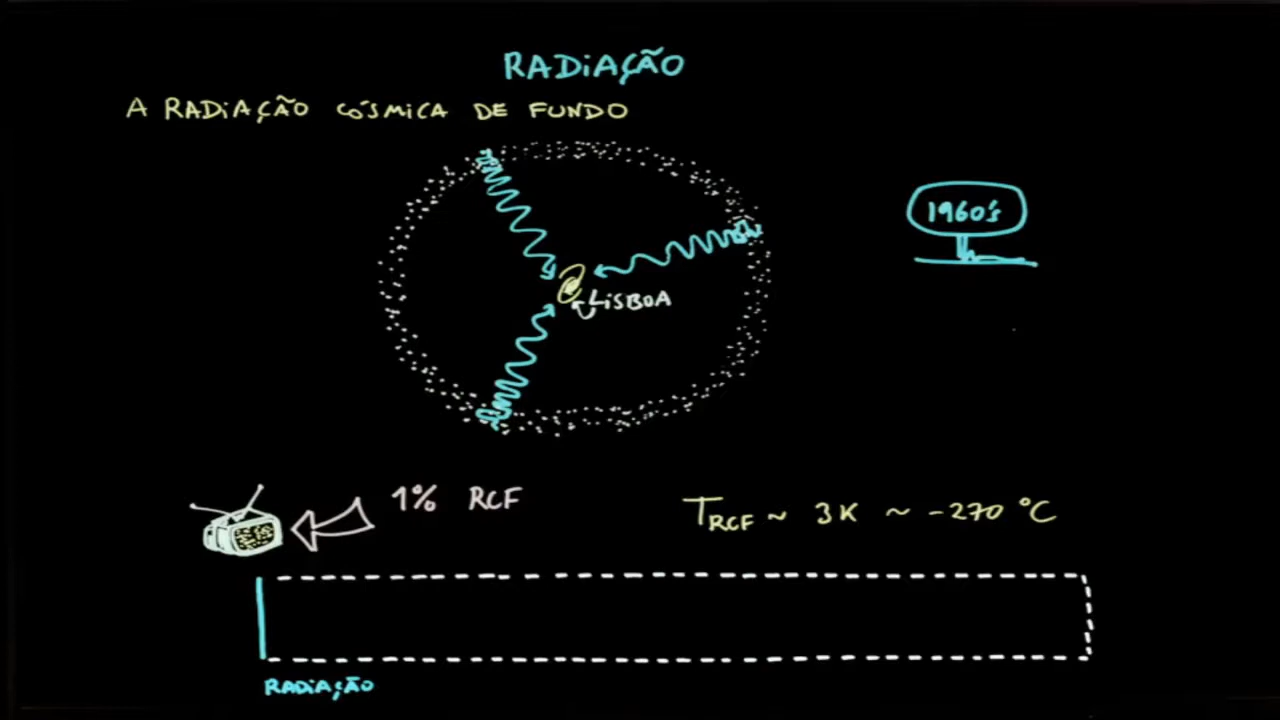 RADIAÇÃO
A RADIAÇÃO CÓSMICA DE FUNDO
1960's
LISBOA
1% RCF
TRCF ~ 3K ~ -270 °C
RADIAÇÃO